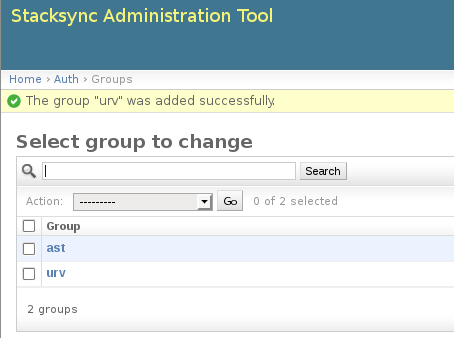 Stacksync Administration Tool
Home › Auth › Groups
The group "urv" was added successfully.
Select group to change
Search
Action: --------- Go 0 of 2 selected
Group
ast
urv
2 groups